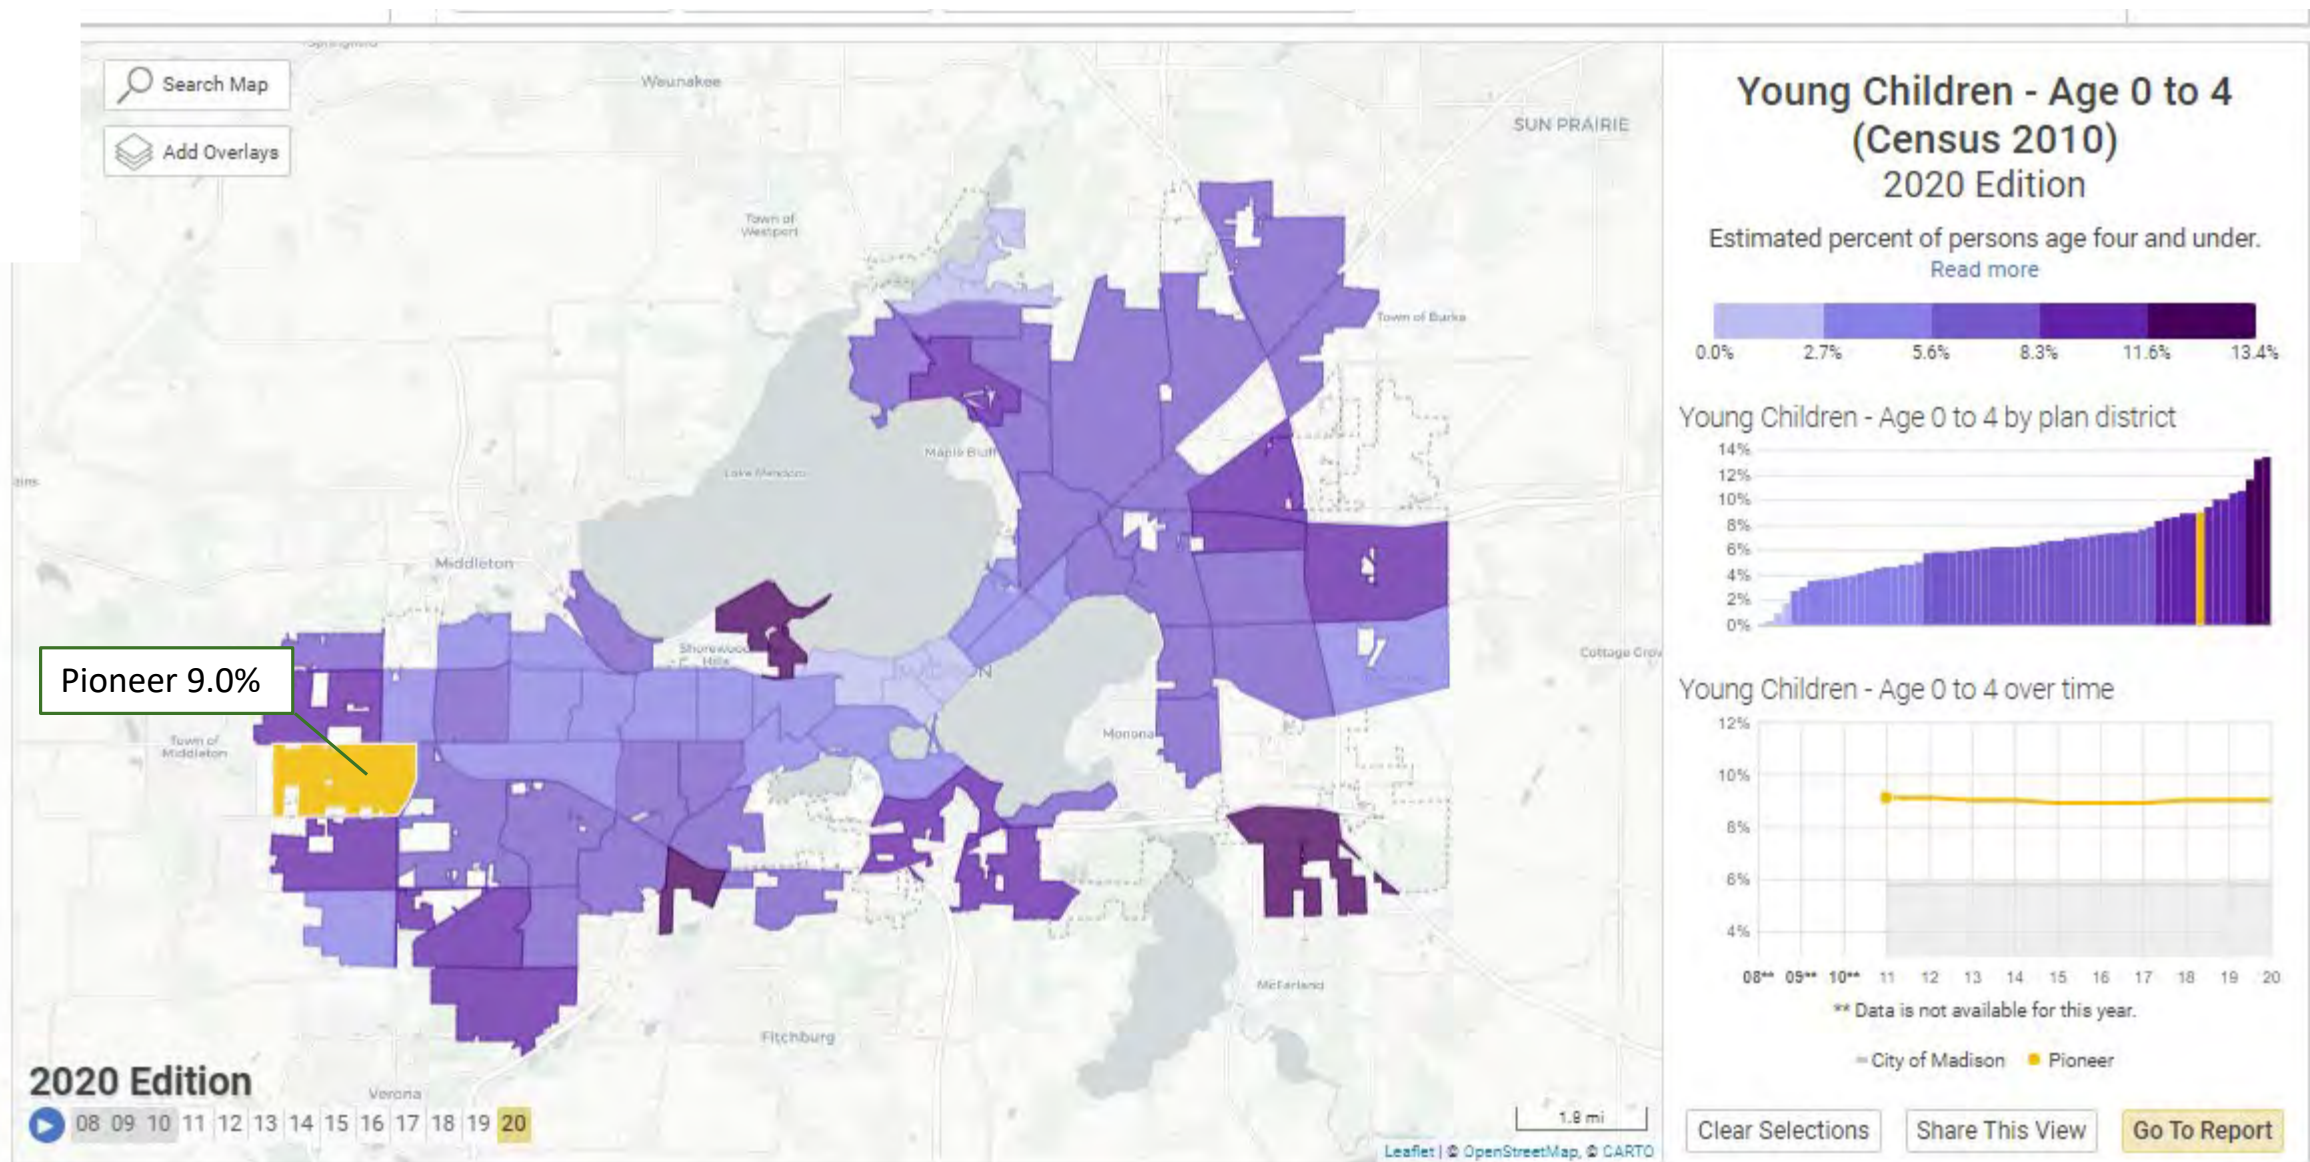 Search Map
Add Overlays
Waunakee
SUN PRAIRIE
Town of
Westport
Town of Burke
Maple Bluff
Lake Mendota
Middleton
Shorewood
Hills
MADISON
Cottage Grov
Pioneer 9.0%
Town of
Middleton
Monona
McFarland
Fitchburg
Verona
2020 Edition
08 09 10 11 12 13 14 15 16 17 18 19 20
1.9 mi
Leaflet | © OpenStreetMap, © CARTO
Young Children - Age 0 to 4
(Census 2010)
2020 Edition
Estimated percent of persons age four and under.
Read more
0.0% 2.7% 5.6% 8.3% 11.6% 13.4%
Young Children - Age 0 to 4 by plan district
14%
12%
10%
8%
6%
4%
2%
0%
Young Children - Age 0 to 4 over time
12%
10%
8%
6%
4%
08** 09** 10** 11 12 13 14 15 16 17 18 19 20
** Data is not available for this year.
City of Madison Pioneer
Clear Selections Share This View Go To Report